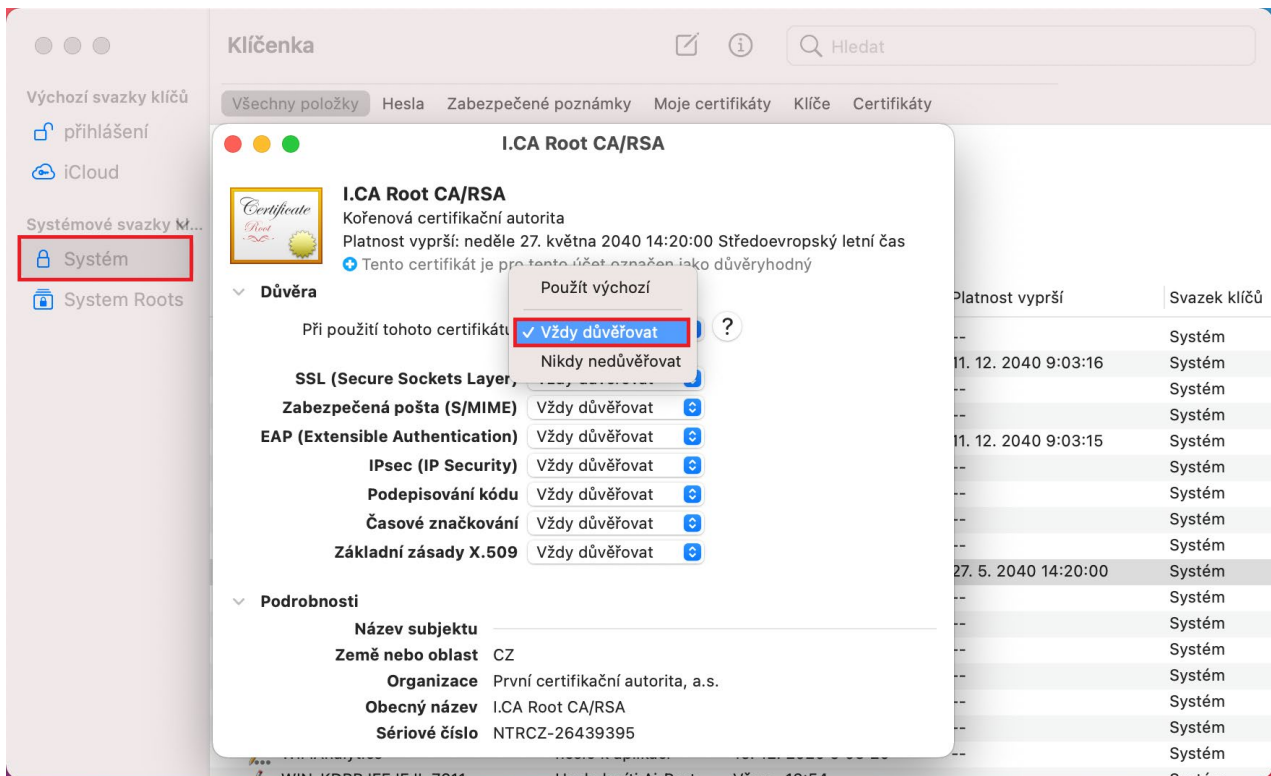 Klíčenka
Hledat
Výchozí svazky klíčů
přihlášení
iCloud
Systémové svazky
Systém
System Roots
Všechny položky Hesla Zabezpečené poznámky Moje certifikáty Klíče Certifikáty
I.CA Root CA/RSA
Certificate
Root
I.CA Root CA/RSA
Kořenová certifikační autorita
Platnost vyprší: neděle 27. května 2040 14:20:00 Středoevropský letní čas
Tento certifikát je pro tento účet označen jako důvěryhodný
Důvěra
Při použití tohoto certifikátu
Použít výchozí
✓ Vždy důvěřovat
Nikdy nedůvěřovat
?
SSL (Secure Sockets Layer) Vždy důvěřovat
Zabezpečená pošta (S/MIME) Vždy důvěřovat
EAP (Extensible Authentication) Vždy důvěřovat
IPsec (IP Security) Vždy důvěřovat
Podepisování kódu Vždy důvěřovat
Časové značkování Vždy důvěřovat
Základní zásady X.509 Vždy důvěřovat
Podrobnosti
Název subjektu
Země nebo oblast CZ
Organizace První certifikační autorita, a.s.
Obecný název I.CA Root CA/RSA
Sériové číslo NTRCZ-26439395
Platnost vyprší Svazek klíčů
-- Systém
11. 12. 2040 9:03:16 Systém
-- Systém
-- Systém
11. 12. 2040 9:03:15 Systém
-- Systém
-- Systém
-- Systém
-- Systém
27. 5. 2040 14:20:00 Systém
-- Systém
-- Systém
-- Systém
-- Systém
-- Systém
-- Systém
-- Systém